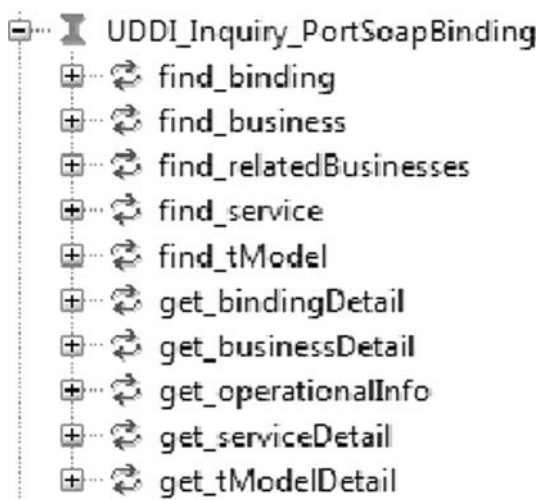 UDDI_Inquiry_PortSoapBinding
find_binding
find_business
find_relatedBusinesses
find_service
find_tModel
get_bindingDetail
get_businessDetail
get_operationalInfo
get_serviceDetail
get_tModelDetail